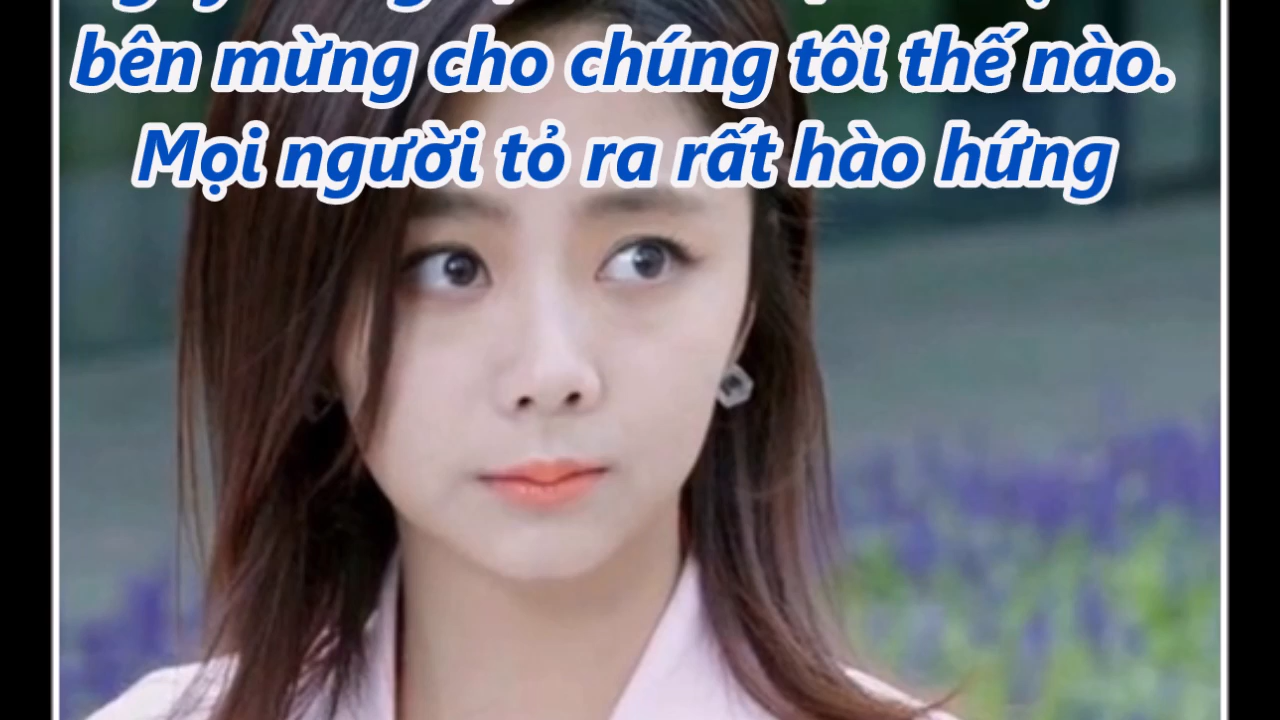 bên mừng cho chúng tôi thế nào.
Mọi người tỏ ra rất hào hứng